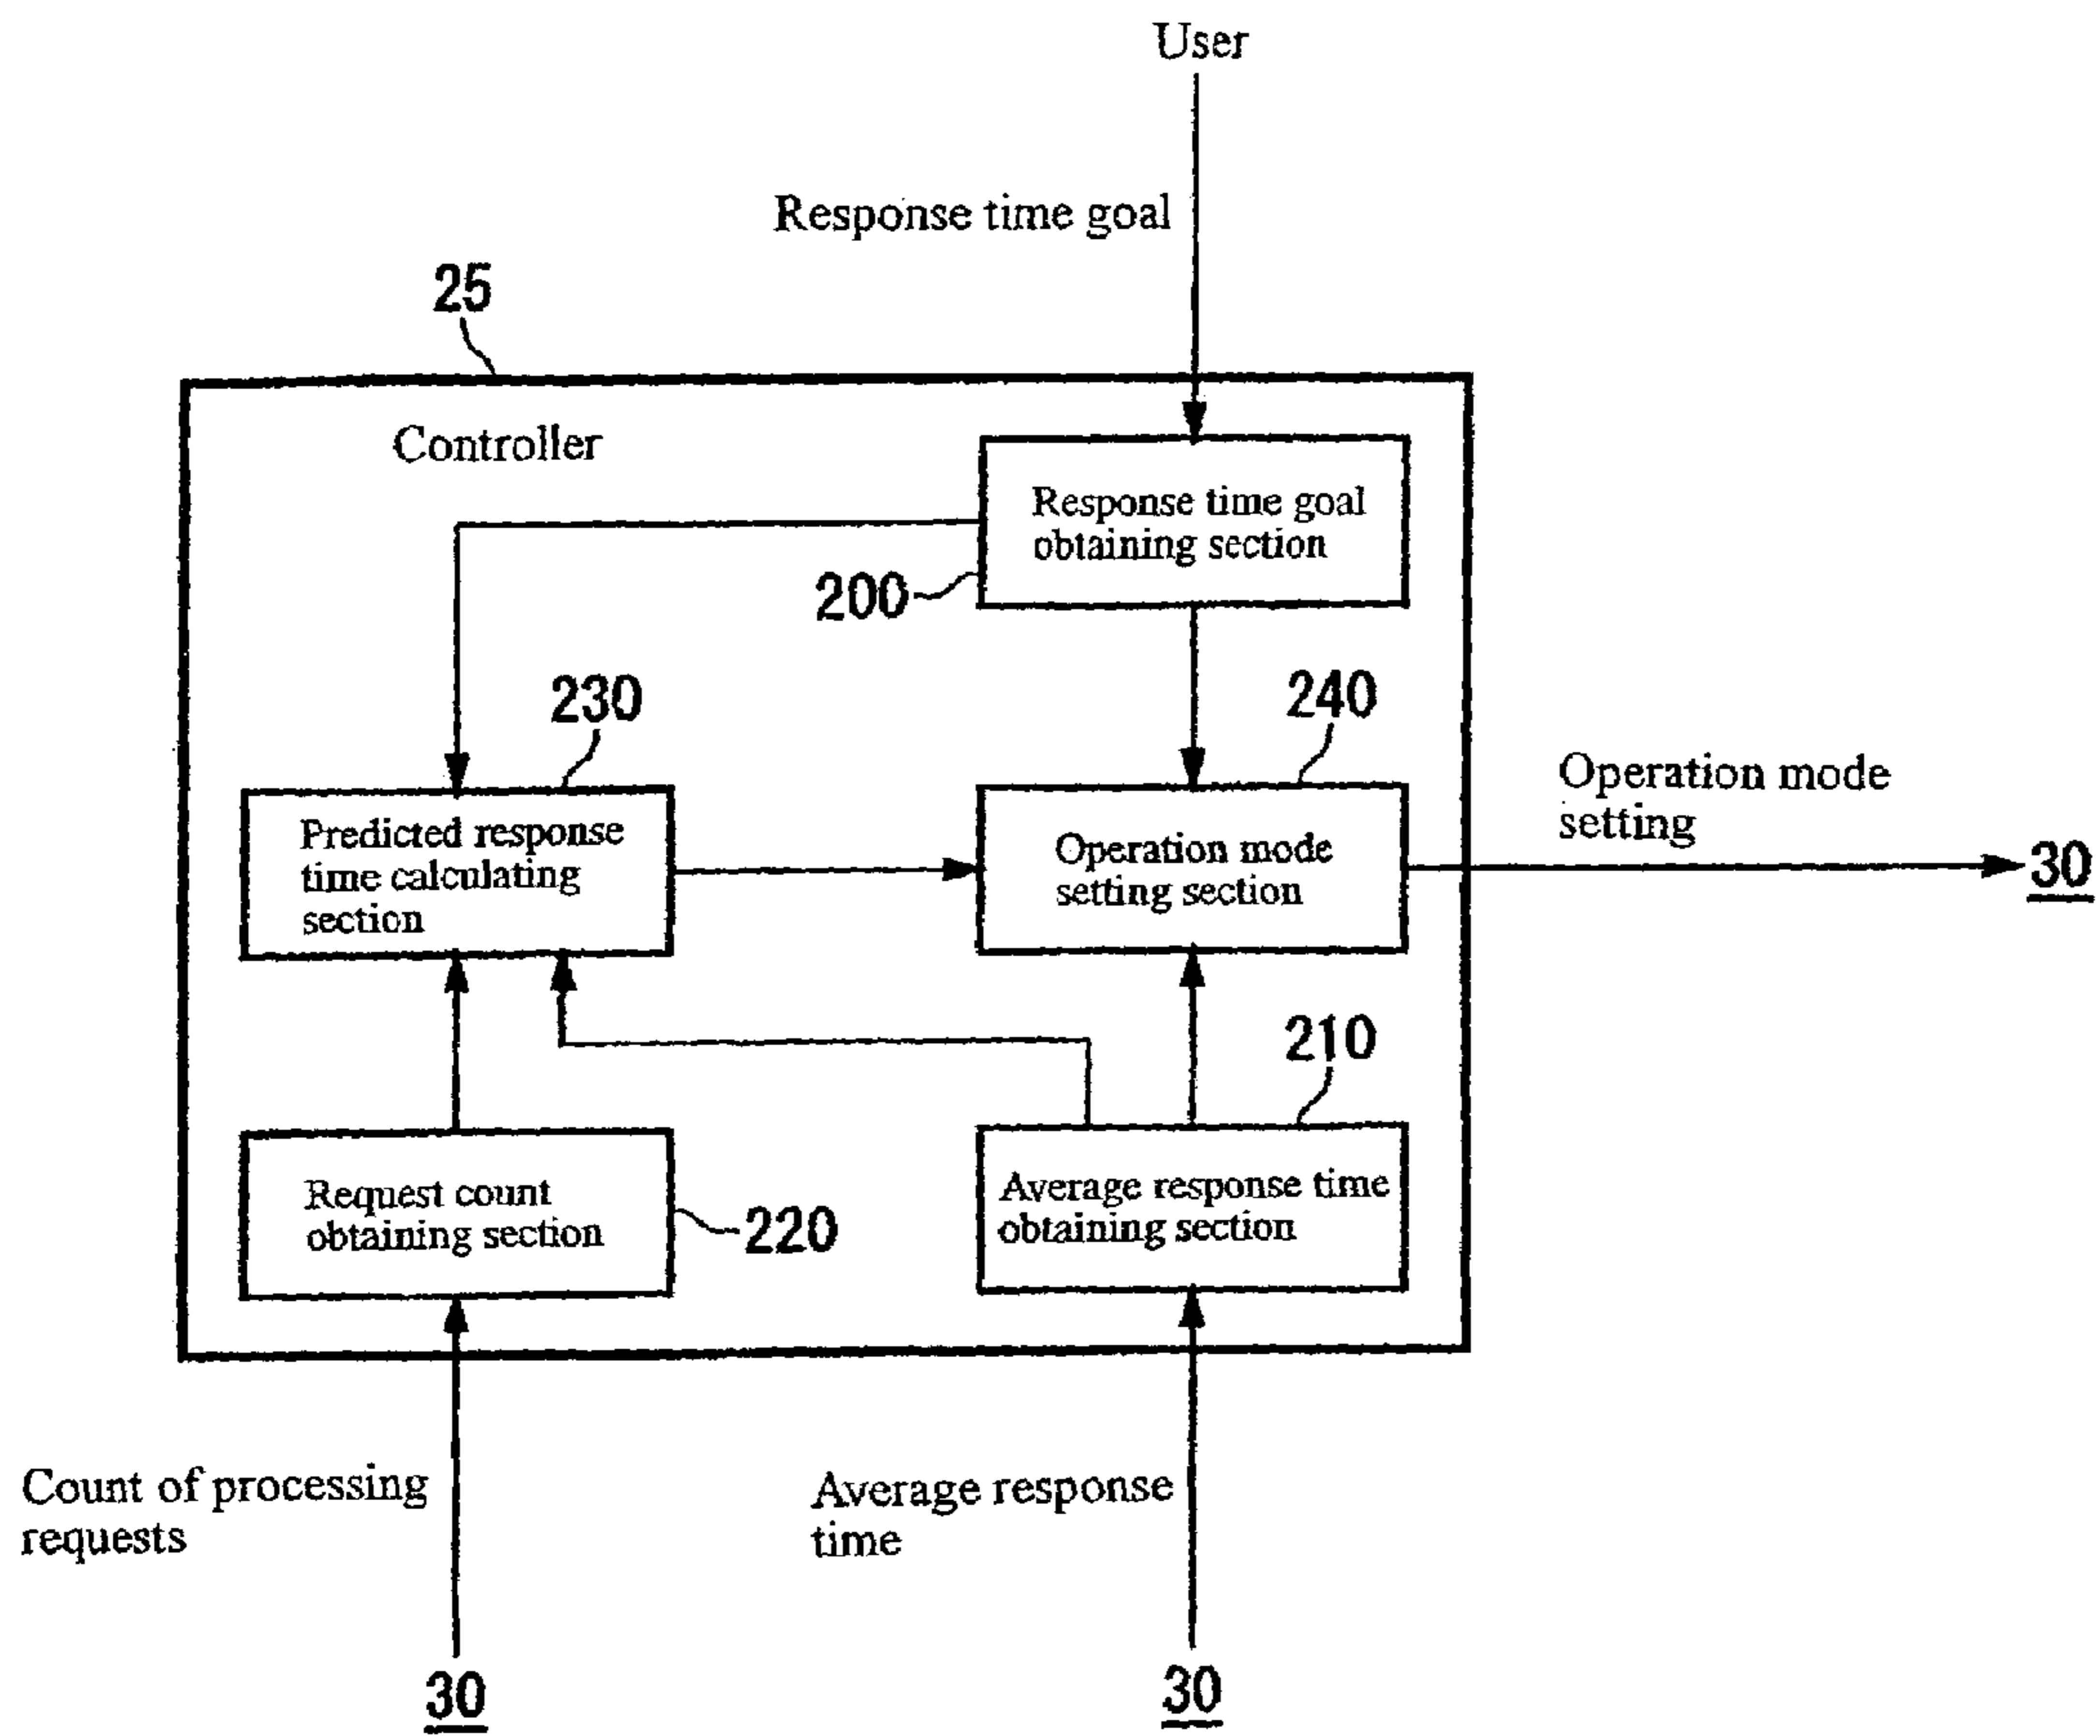 User
Response time goal
25
Controller
Response time goal
obtaining section
200
230
240
Operation mode
setting
30
Predicted response
time calculating
section
Operation mode
setting section
210
Request count
obtaining section
220
Average response time
obtaining section
Count of processing
requests
Average response
time
30
30